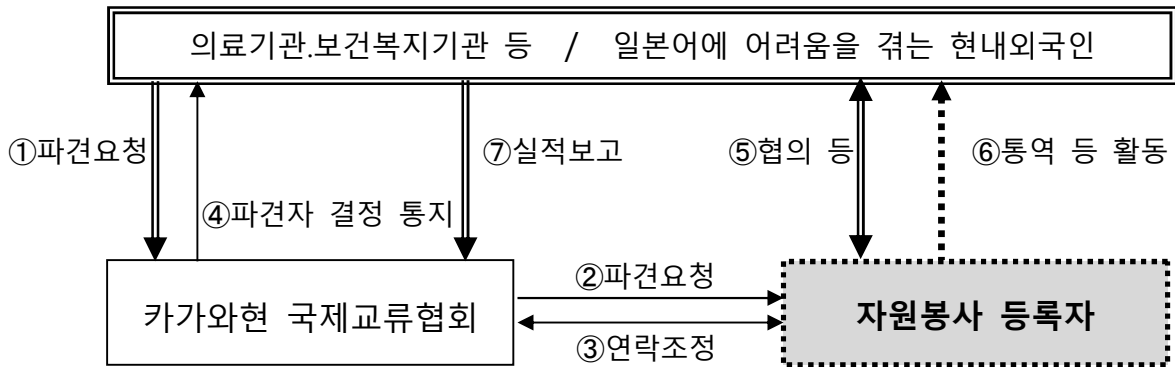 의료기관.보건복지기관 등 / 일본어에 어려움을 겪는 현내외국인
①파견요청
⑦실적보고
⑤협의 등
⑥통역 등 활동
④파견자 결정 통지
카가와현 국제교류협회
②파견요청
③연락조정
자원봉사 등록자